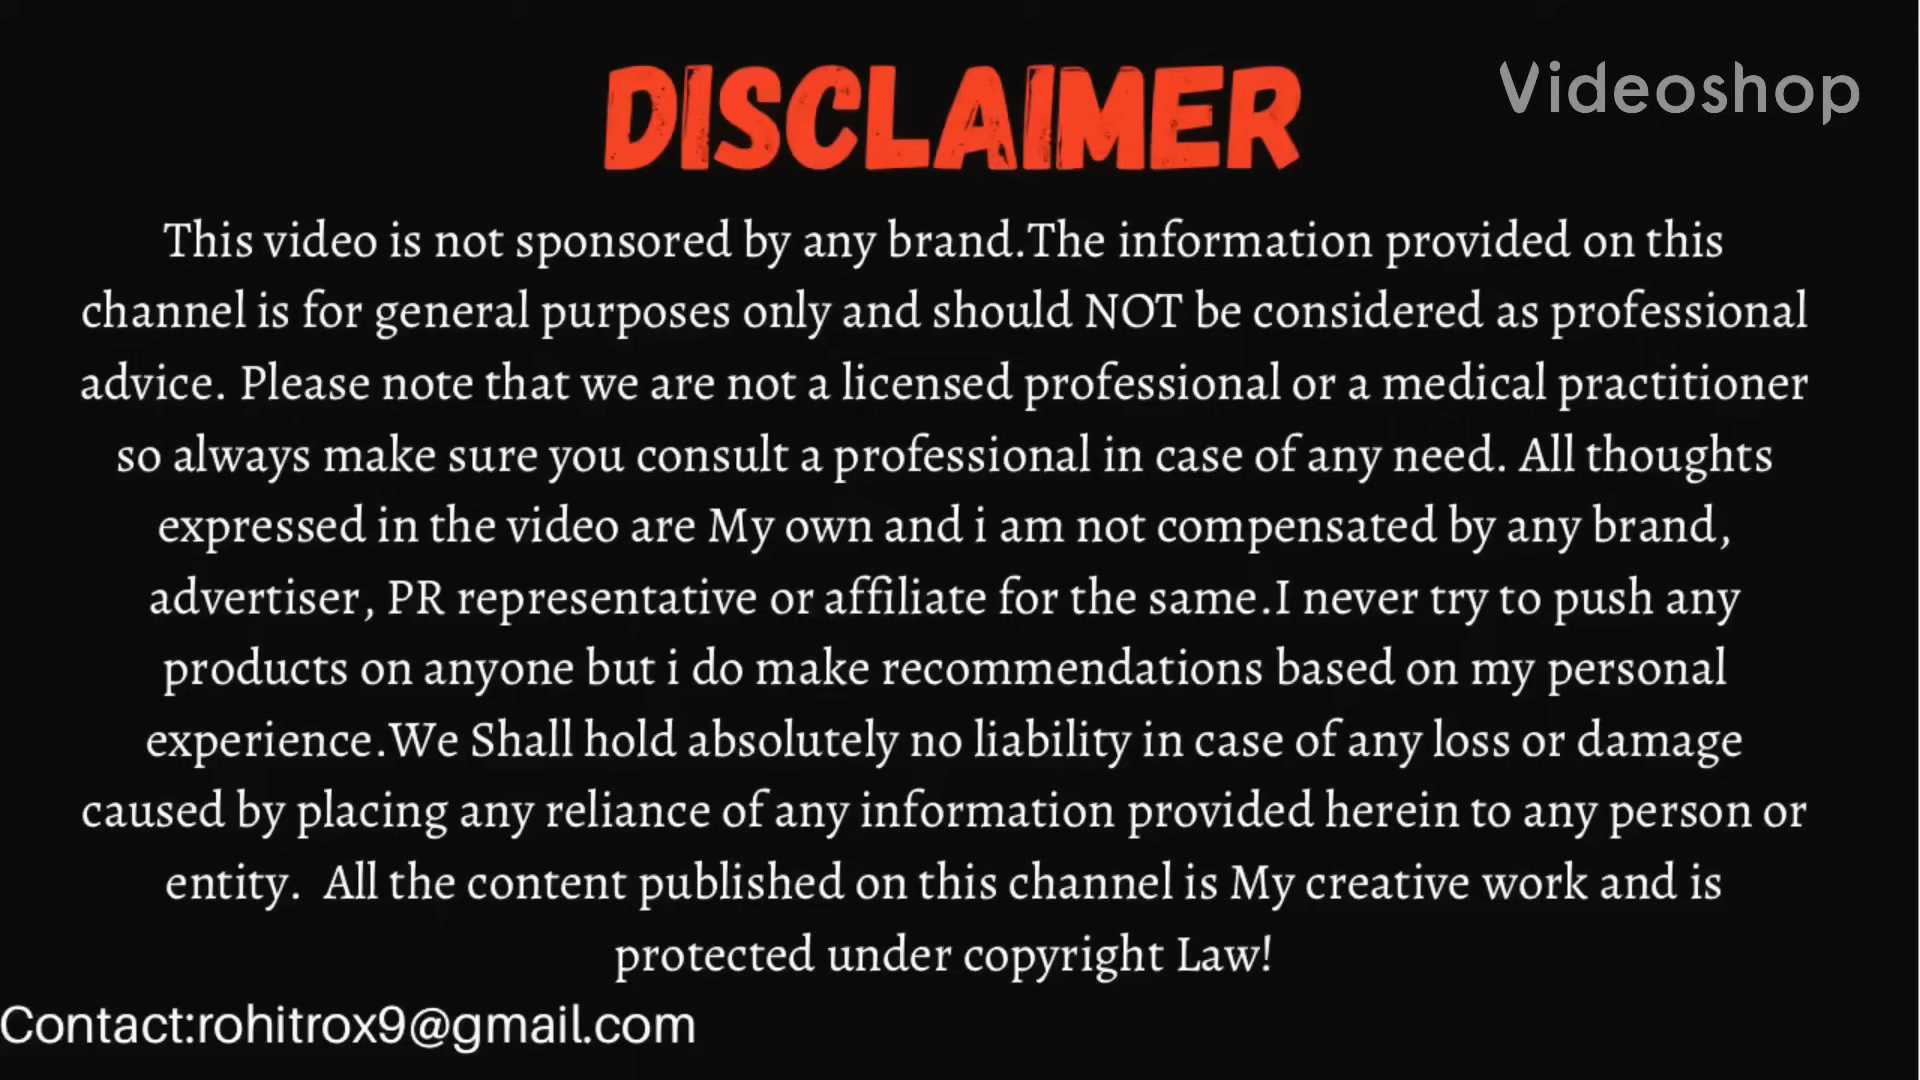 DISCLAIMER
Videoshop
This video is not sponsored by any brand.The information provided on this
channel is for general purposes only and should NOT be considered as professional
advice. Please note that we are not a licensed professional or a medical practitioner
so always make sure you consult a professional in case of any need. All thoughts
expressed in the video are My own and i am not compensated by any brand,
advertiser, PR representative or affiliate for the same.I never try to push any
products on anyone but i do make recommendations based on my personal
experience.We Shall hold absolutely no liability in case of any loss or damage
caused by placing any reliance of any information provided herein to any person or
entity.  All the content published on this channel is My creative work and is
protected under copyright Law!
Contact:rohitrox9@gmail.com